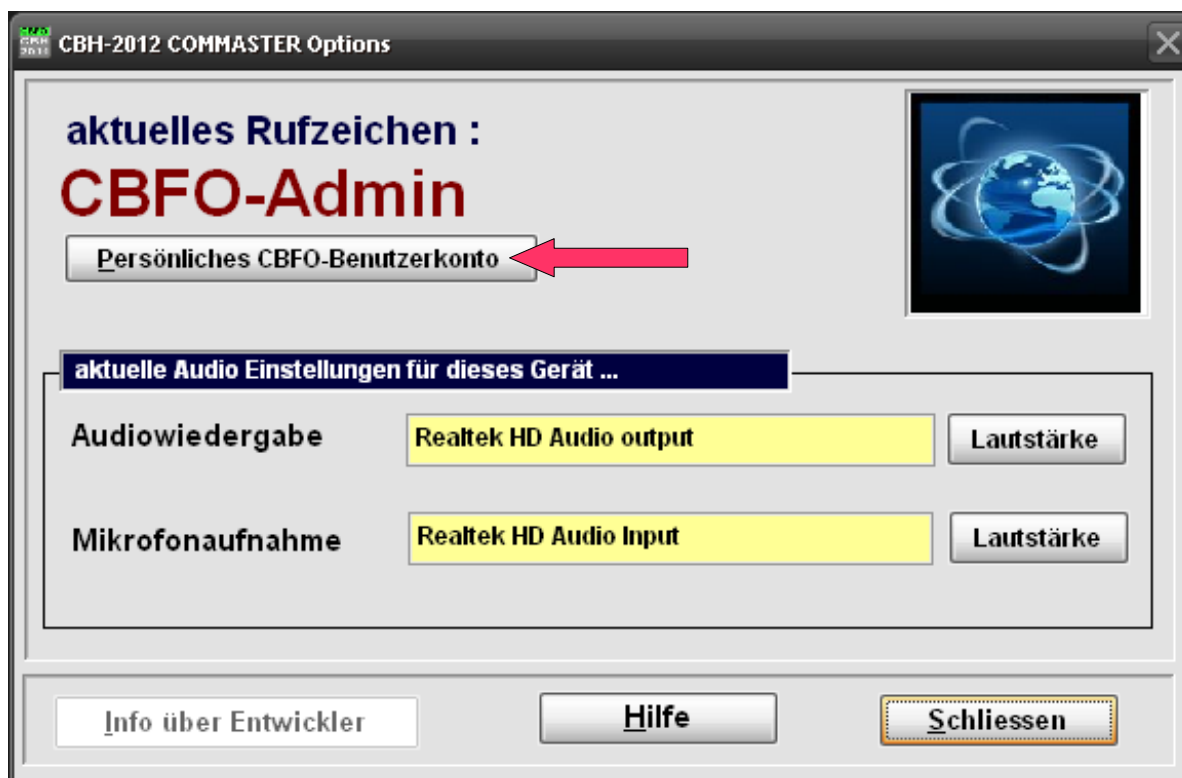 CBH-2012 COMMASTER Options
aktuelles Rufzeichen :
CBFO-Admin
Persönliches CBFO-Benutzerkonto
aktuelle Audio Einstellungen für dieses Gerät ...
Audiowiedergabe
Realtek HD Audio output
Lautstärke
Mikrofonaufnahme
Realtek HD Audio Input
Lautstärke
Info über Entwickler
Hilfe
Schliessen